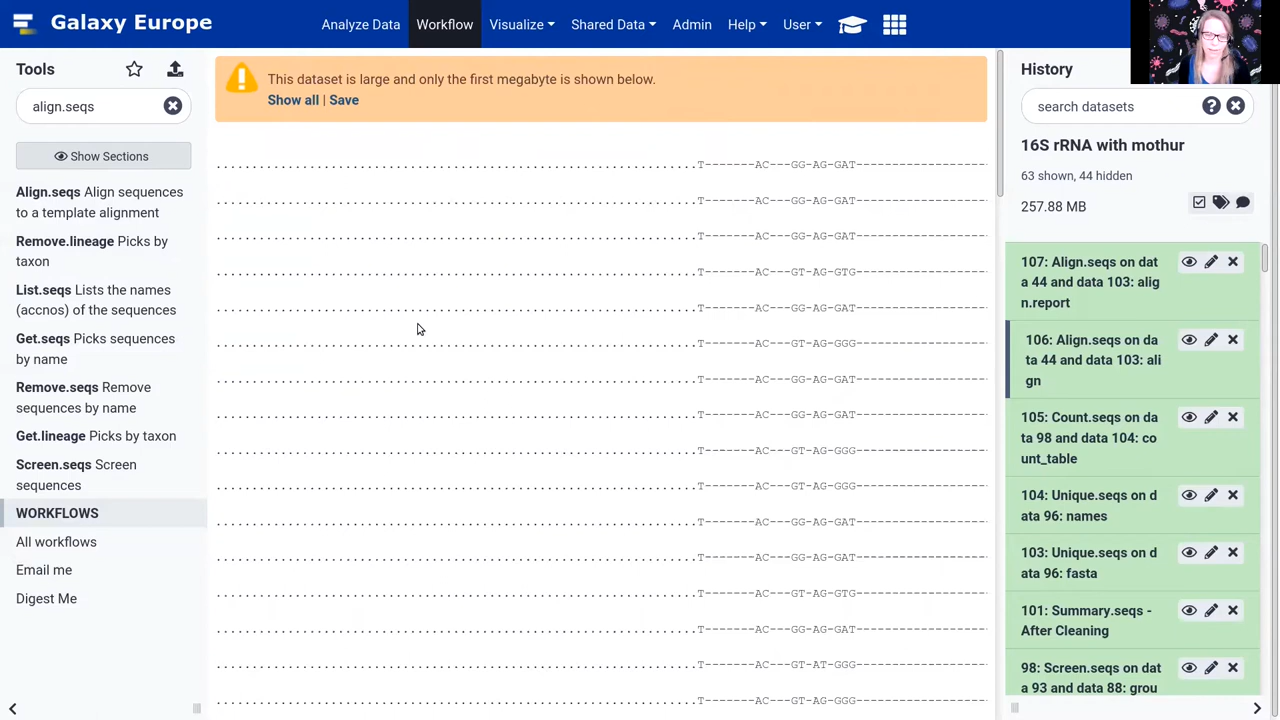 Galaxy Europe
Analyze Data
Workflow
Visualize
Shared Data
Admin
Help
User
Tools
align.seqs
Show Sections
Align.seqs Align sequences
to a template alignment
Remove.lineage Picks by
taxon
List.seqs Lists the names
(accnos) of the sequences
Get.seqs Picks sequences
by name
Remove.seqs Remove
sequences by name
Get.lineage Picks by taxon
Screen.seqs Screen
sequences
WORKFLOWS
All workflows
Email me
Digest Me
This dataset is large and only the first megabyte is shown below.
Show all | Save
T-------AC---GG-AG-GAT
T-------AC---GG-AG-GAT
T-------AC---GG-AG-GAT
T-------AC---GT-AG-GTG
T-------AC---GG-AG-GAT
T-------AC---GT-AG-GGG
T-------AC---GG-AG-GAT
T-------AC---GG-AG-GAT
T-------AC---GT-AG-GGG
T-------AC---GT-AG-GGG
T-------AC---GG-AG-GAT
T-------AC---GG-AG-GAT
T-------AC---GT-AG-GTG
T-------AC---GG-AG-GAT
T-------AC---GT-AT-GGG
T-------AC---GT-AG-GGG
History
search datasets
16S rRNA with mothur
63 shown, 44 hidden
257.88 MB
107: Align.seqs on dat
a 44 and data 103: alig
n.report
106: Align.seqs on da
ta 44 and data 103: ali
gn
105: Count.seqs on da
ta 98 and data 104: co
unt_table
104: Unique.seqs on d
ata 96: names
103: Unique.seqs on d
ata 96: fasta
101: Summary.seqs -
After Cleaning
98: Screen.seqs on dat
a 93 and data 88: grou